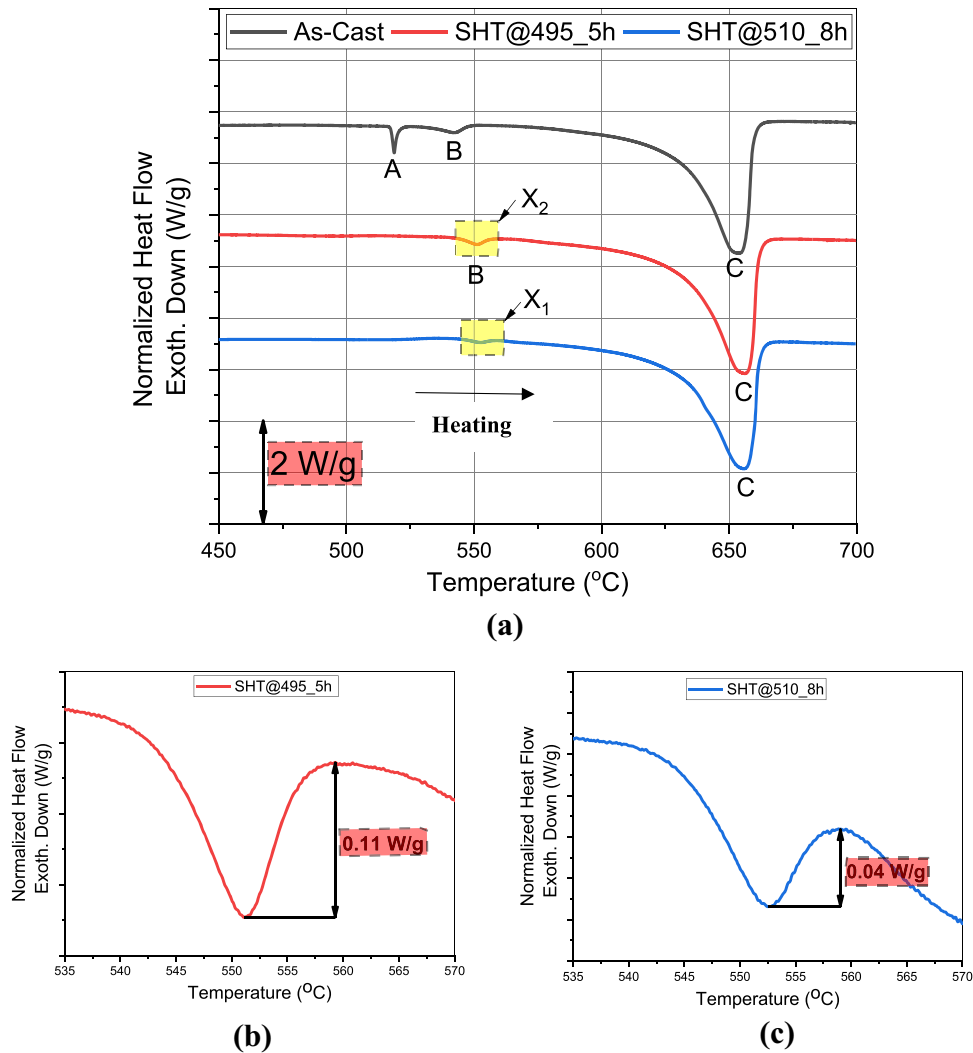 (a)
As-Cast SHT@495_5h SHT@510_8h
A
B
X₂
B
X₁
C
C
C
Heating
2 W/g
Normalized Heat Flow
Exoth. Down (W/g)
450 500 550 600 650 700
Temperature (ºC)
(a)
SHT@495_5h
Normalized Heat Flow
Exoth. Down (W/g)
0.11 W/g
535 540 545 550 555 560 565 570
Temperature (ºC)
(b)
SHT@510_8h
Normalized Heat Flow
Exoth. Down (W/g)
0.04 W/g
535 540 545 550 555 560 565 570
Temperature (ºC)
(c)